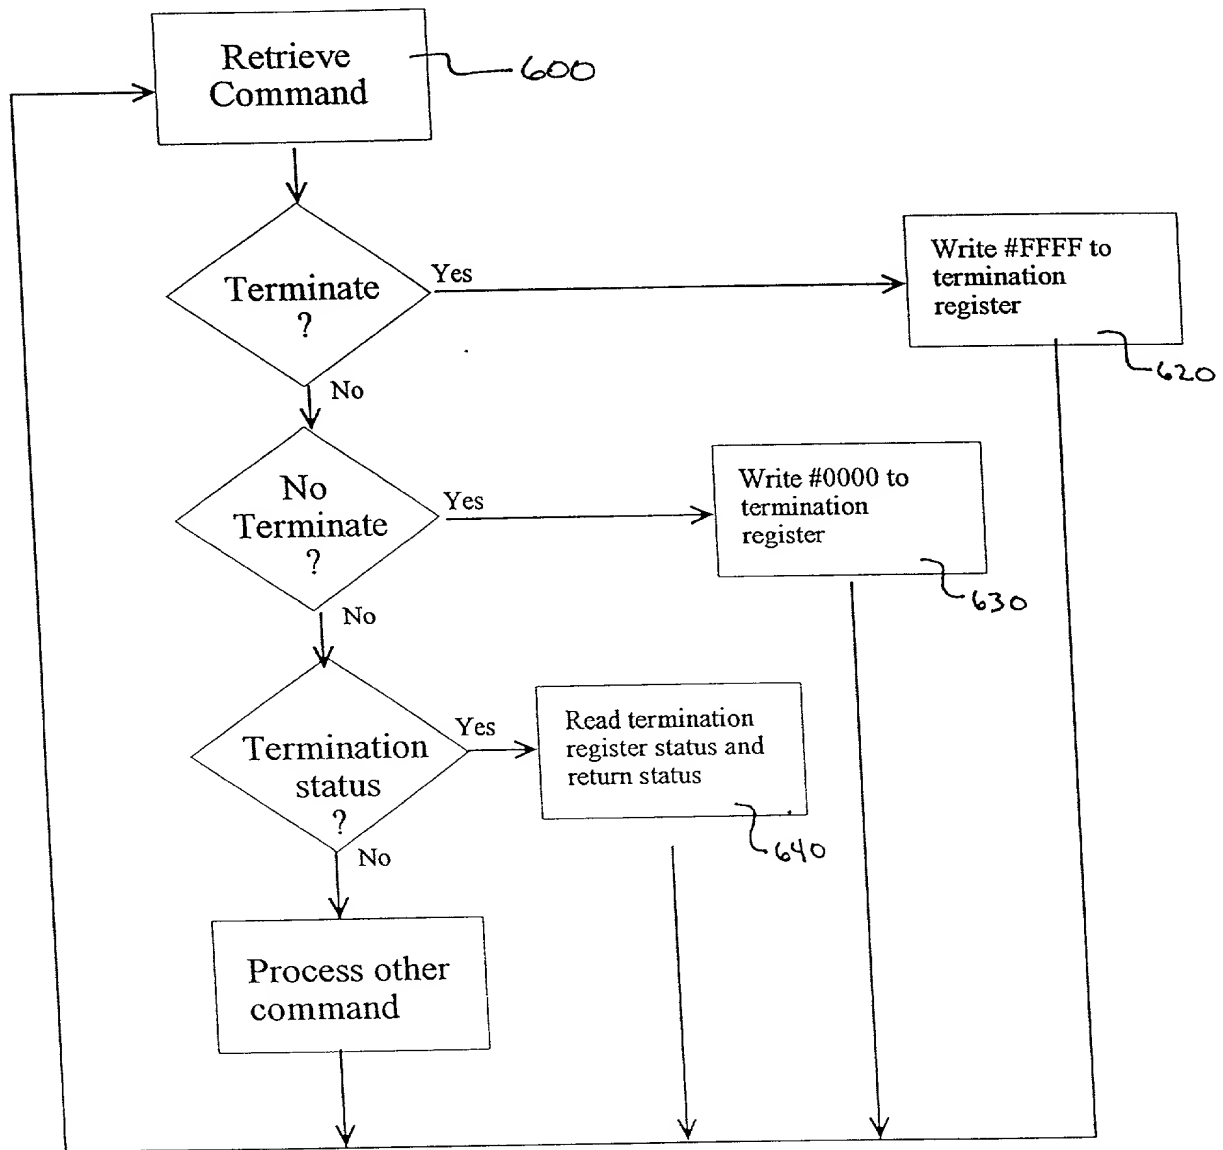 Retrieve
Command
600
Terminate
?
Yes
Write #FFFF to
termination
register
620
No
No
Terminate
?
Yes
Write #0000 to
termination
register
630
No
Termination
status
?
Yes
Read termination
register status and
return status
640
No
Process other
command